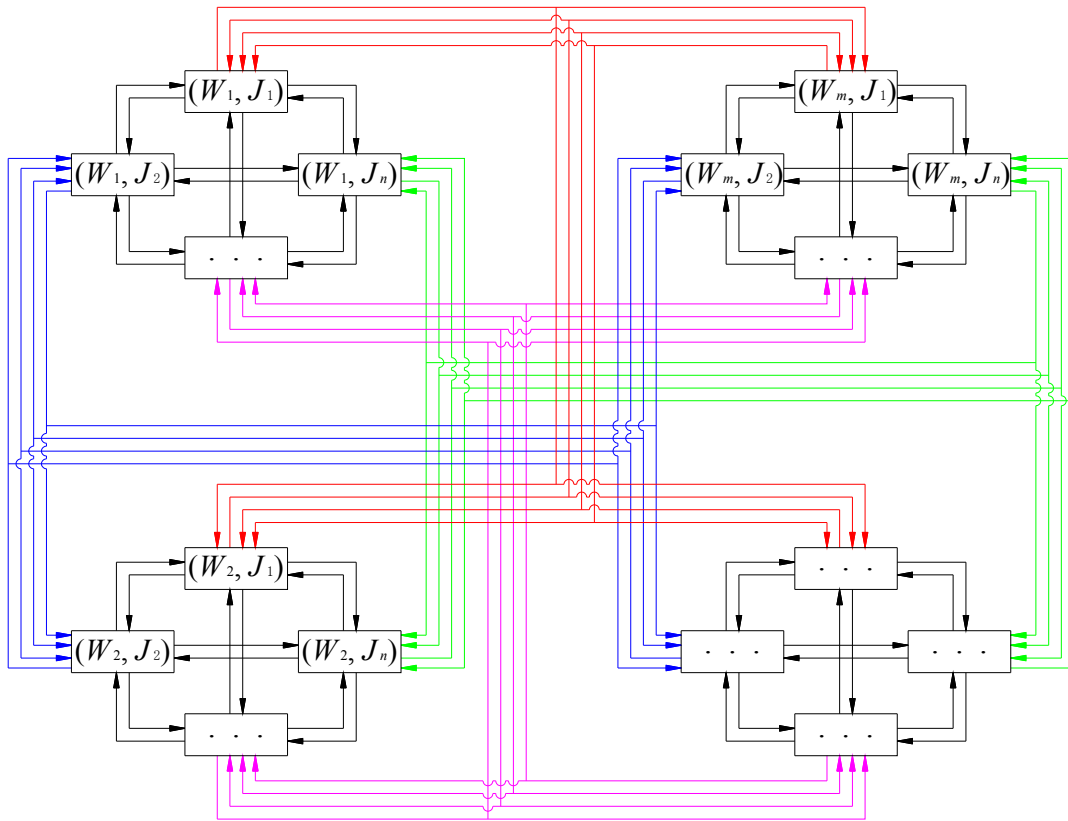 (W1, J1)
(Wm, J1)
(W1, J2)
(W1, Jn)
(Wm, J2)
(Wm, Jn)
. . .
. . .
(W2, J1)
. . .
(W2, J2)
(W2, Jn)
. . .
. . .
. . .
. . .